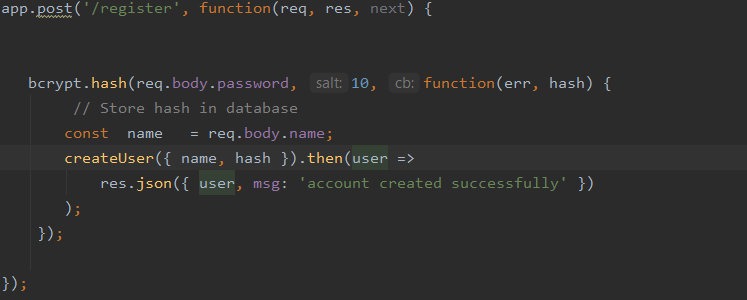 app.post('/register', function(req, res, next) {
bcrypt.hash(req.body.password, salt: 10, cb: function(err, hash) {
// Store hash in database
const name = req.body.name;
createUser({ name, hash }).then(user =>
res.json({ user, msg: 'account created successfully' })
);
});
});